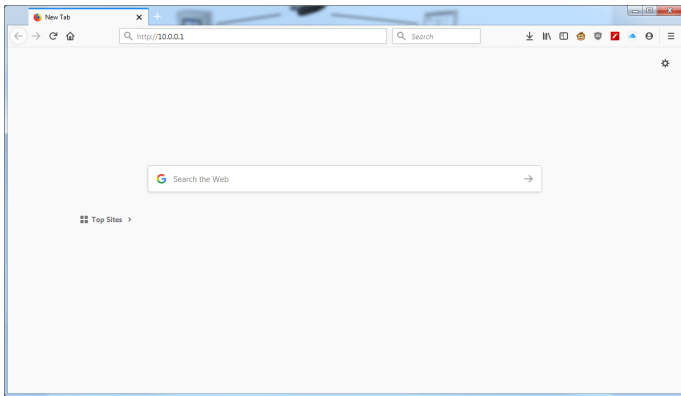 New Tab
http://10.0.0.1
Search
Search the Web
Top Sites